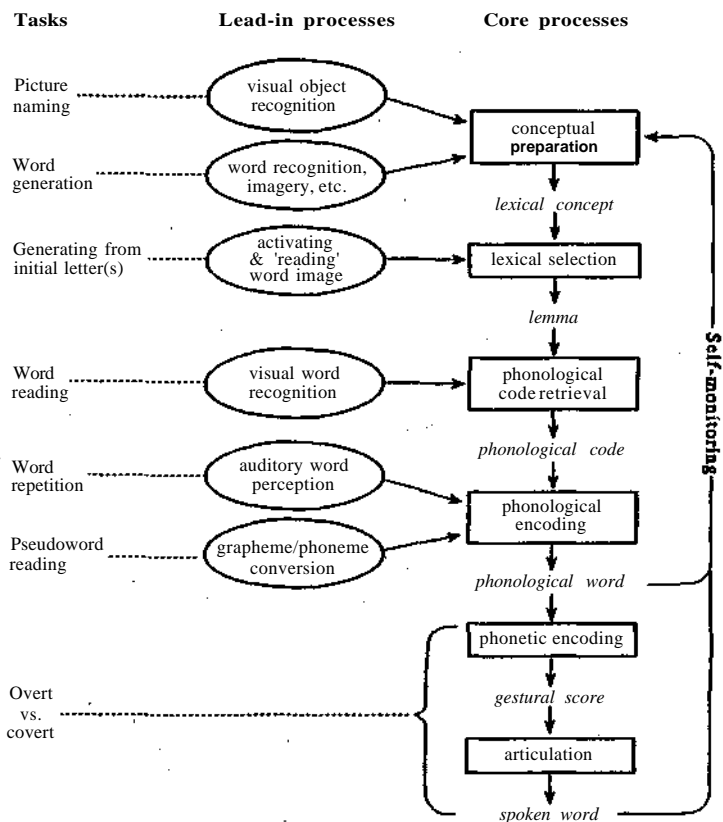 Tasks Lead-in processes Core processes
Picture
naming
visual object
recognition
conceptual
preparation
Word
generation
word recognition,
imagery, etc.
lexical concept
Generating from
initial letter(s)
activating
& 'reading'
word image
lexical selection
lemma
Word
reading
visual word
recognition
phonological
code retrieval
phonological code
Word
repetition
auditory word
perception
phonological
encoding
Pseudoword
reading
grapheme/phoneme
conversion
phonological word
phonetic encoding
Overt
vs.
covert
gestural score
articulation
spoken word
Self-monitoring